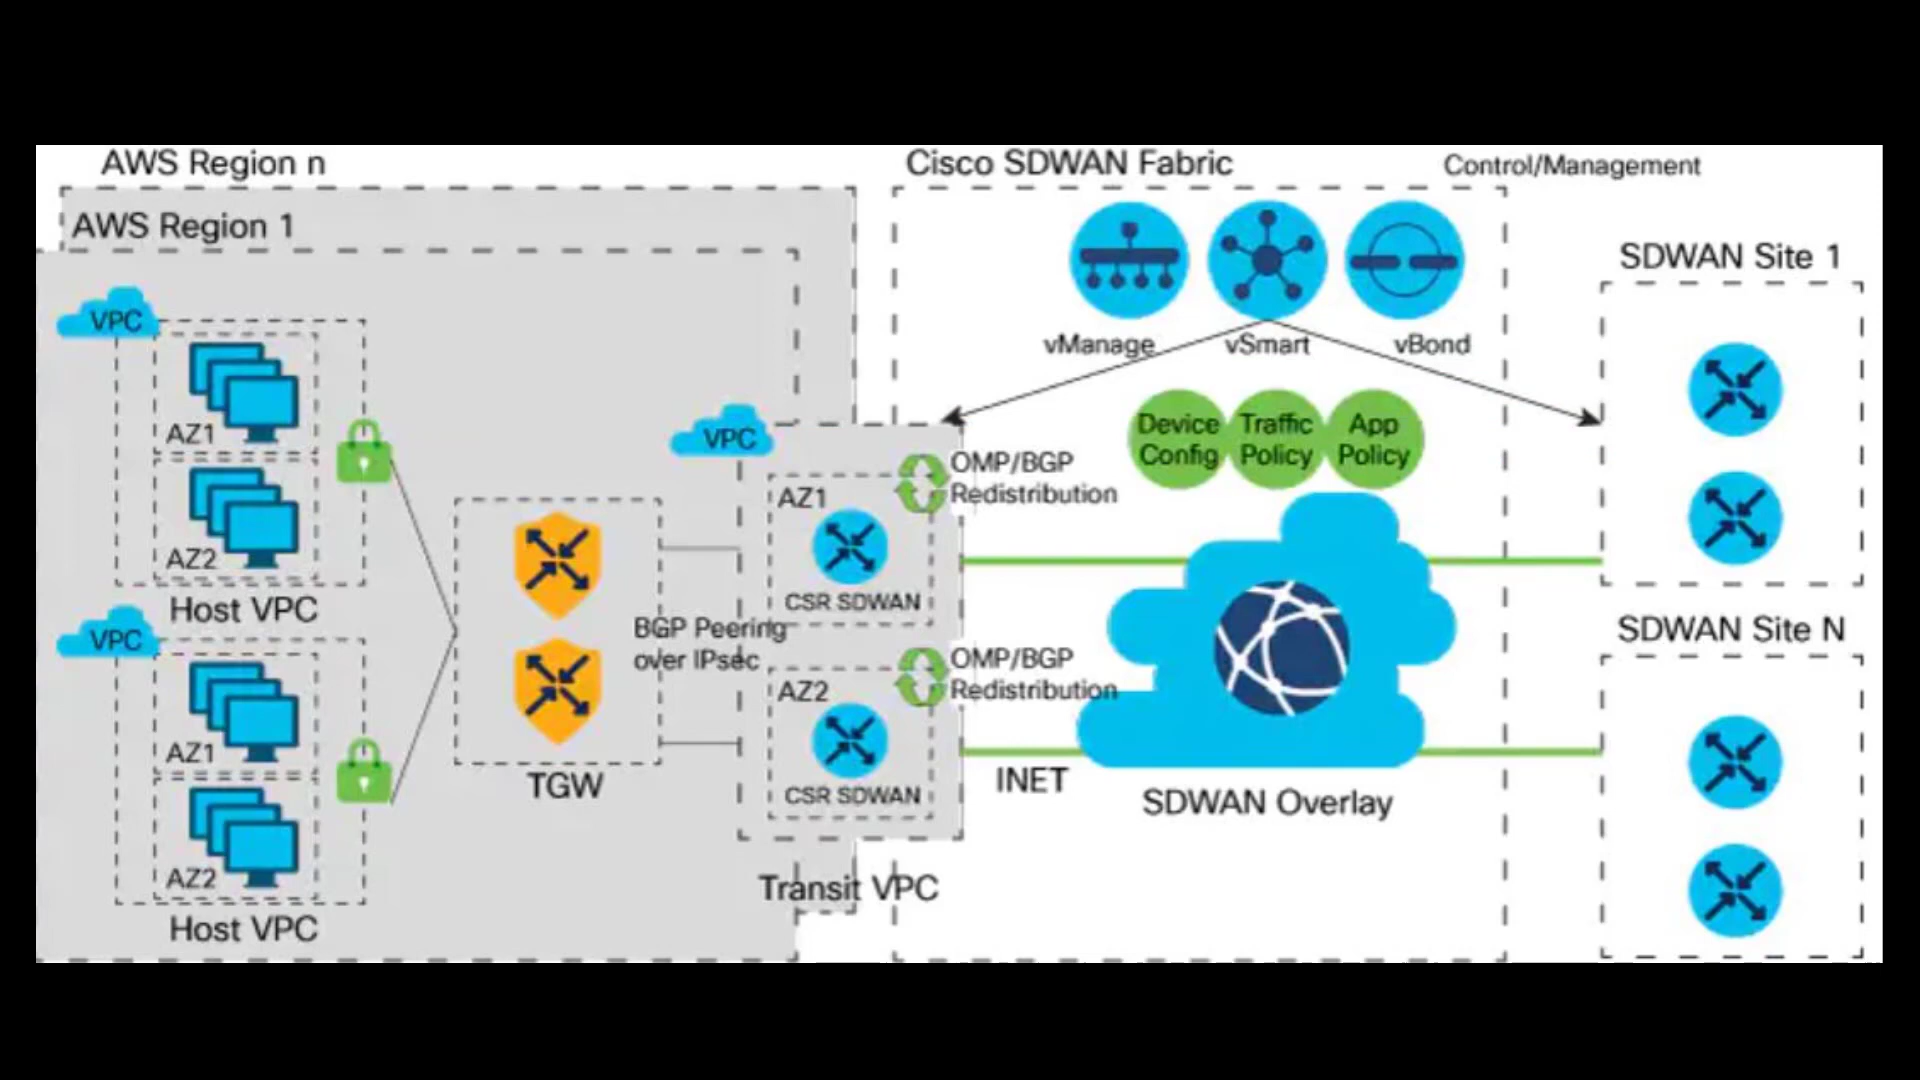 AWS Region n
AWS Region 1
VPC
AZ1
AZ2
Host VPC
VPC
AZ1
AZ2
Host VPC
TGW
BGP Peering
over IPsec
VPC
AZ1
CSR SDWAN
AZ2
CSR SDWAN
Transit VPC
Cisco SDWAN Fabric
Control/Management
vManage
vSmart
vBond
Device
Config
Traffic
Policy
App
Policy
OMP/BGP
Redistribution
OMP/BGP
Redistribution
INET
SDWAN Overlay
SDWAN Site 1
SDWAN Site N